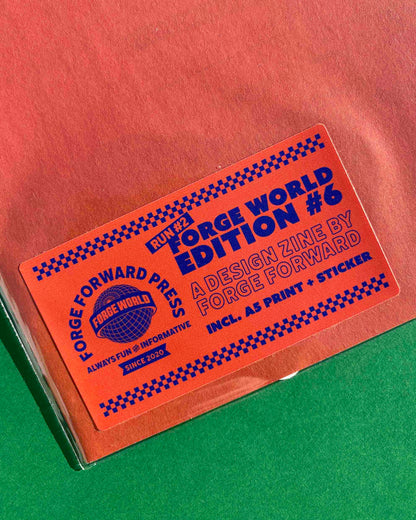 RUN #2
FORGE WORLD
EDITION #6
A DESIGN ZINE BY
FORGE FORWARD
INCL. A5 PRINT + STICKER
FORGE FORWARD PRESS
FORGE WORLD
ALWAYS FUN @ INFORMATIVE
SINCE 2020